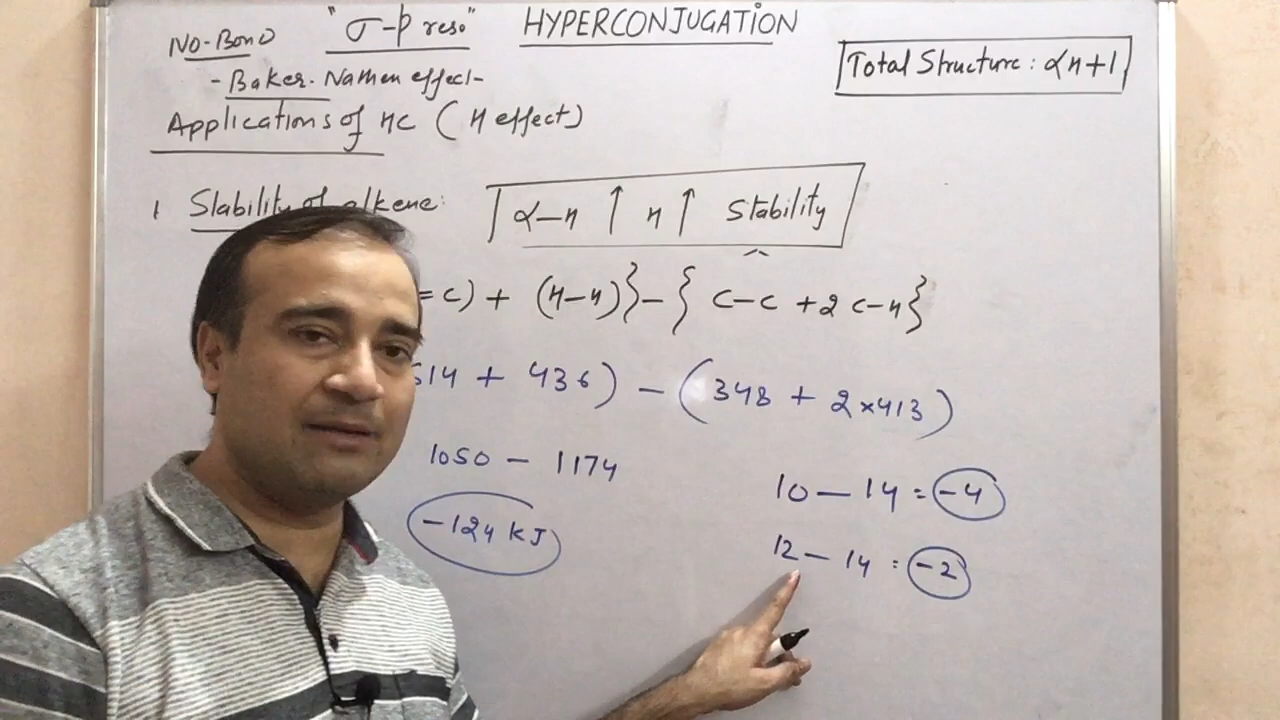 No-Bond "σ-p reso" HYPERCONJUGATION
- Baker-Nathen effect-
Total Structure: αH+1
Applications of HC (H effect)
1 Stability of alkene:
α-H ↑ H ↑ Stability
=C) + (H-H)} - { C-C + 2 C-H}
514 + 436) - (348 + 2×413)
1050 - 1174
-124 KJ
10 - 14 = -4
12 - 14 = -2